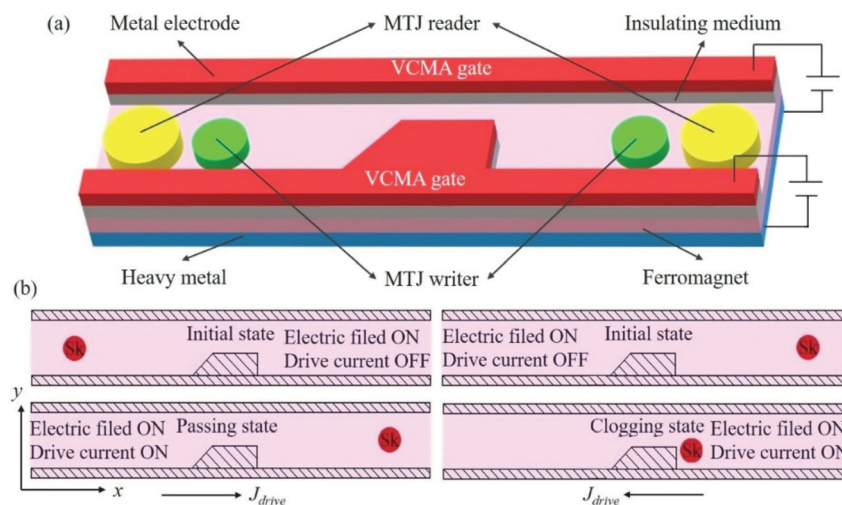 (a)
Metal electrode
MTJ reader
Insulating medium
VCMA gate
VCMA gate
Heavy metal
MTJ writer
Ferromagnet
(b)
Sk
Initial state
Electric filed ON
Drive current OFF
Electric filed ON
Drive current OFF
Initial state
Sk
y
Electric filed ON
Drive current ON
Passing state
Sk
Clogging state
Sk
Electric filed ON
Drive current ON
x
Jdrive
Jdrive